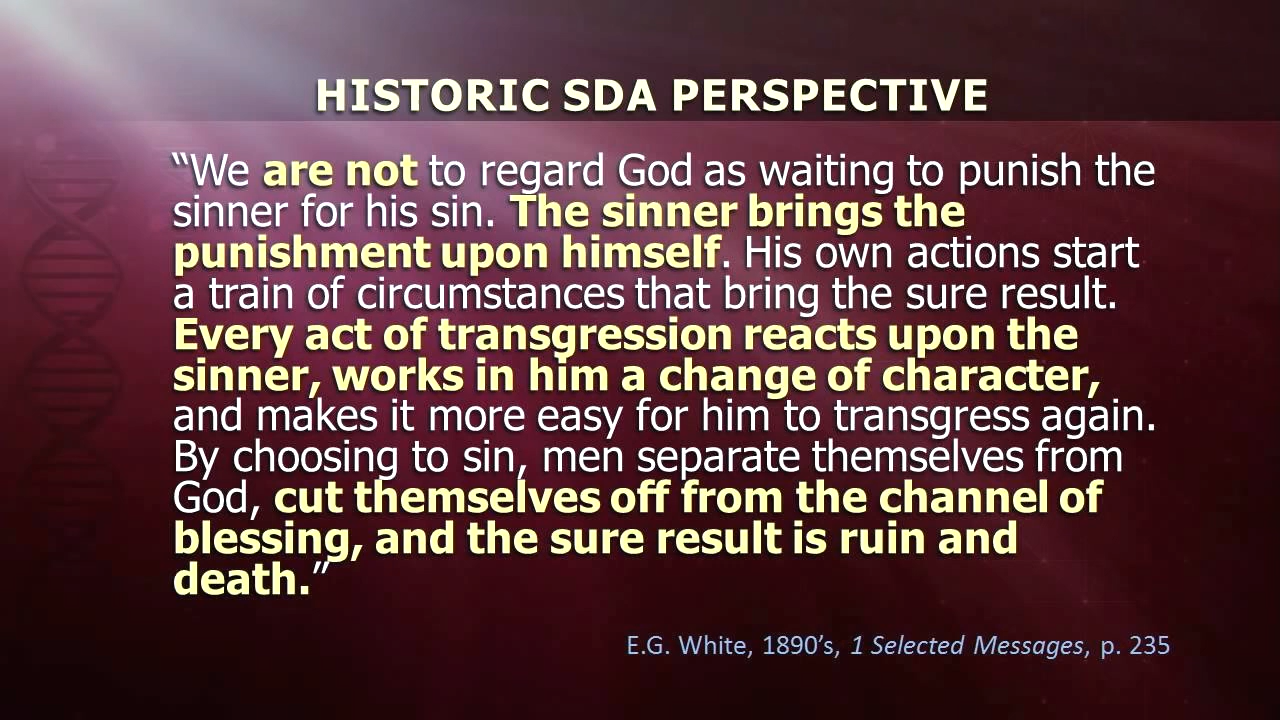 HISTORIC SDA PERSPECTIVE
“We are not to regard God as waiting to punish the
sinner for his sin. The sinner brings the
punishment upon himself. His own actions start
a train of circumstances that bring the sure result.
Every act of transgression reacts upon the
sinner, works in him a change of character,
and makes it more easy for him to transgress again.
By choosing to sin, men separate themselves from
God, cut themselves off from the channel of
blessing, and the sure result is ruin and
death.”
E.G. White, 1890’s, 1 Selected Messages, p. 235